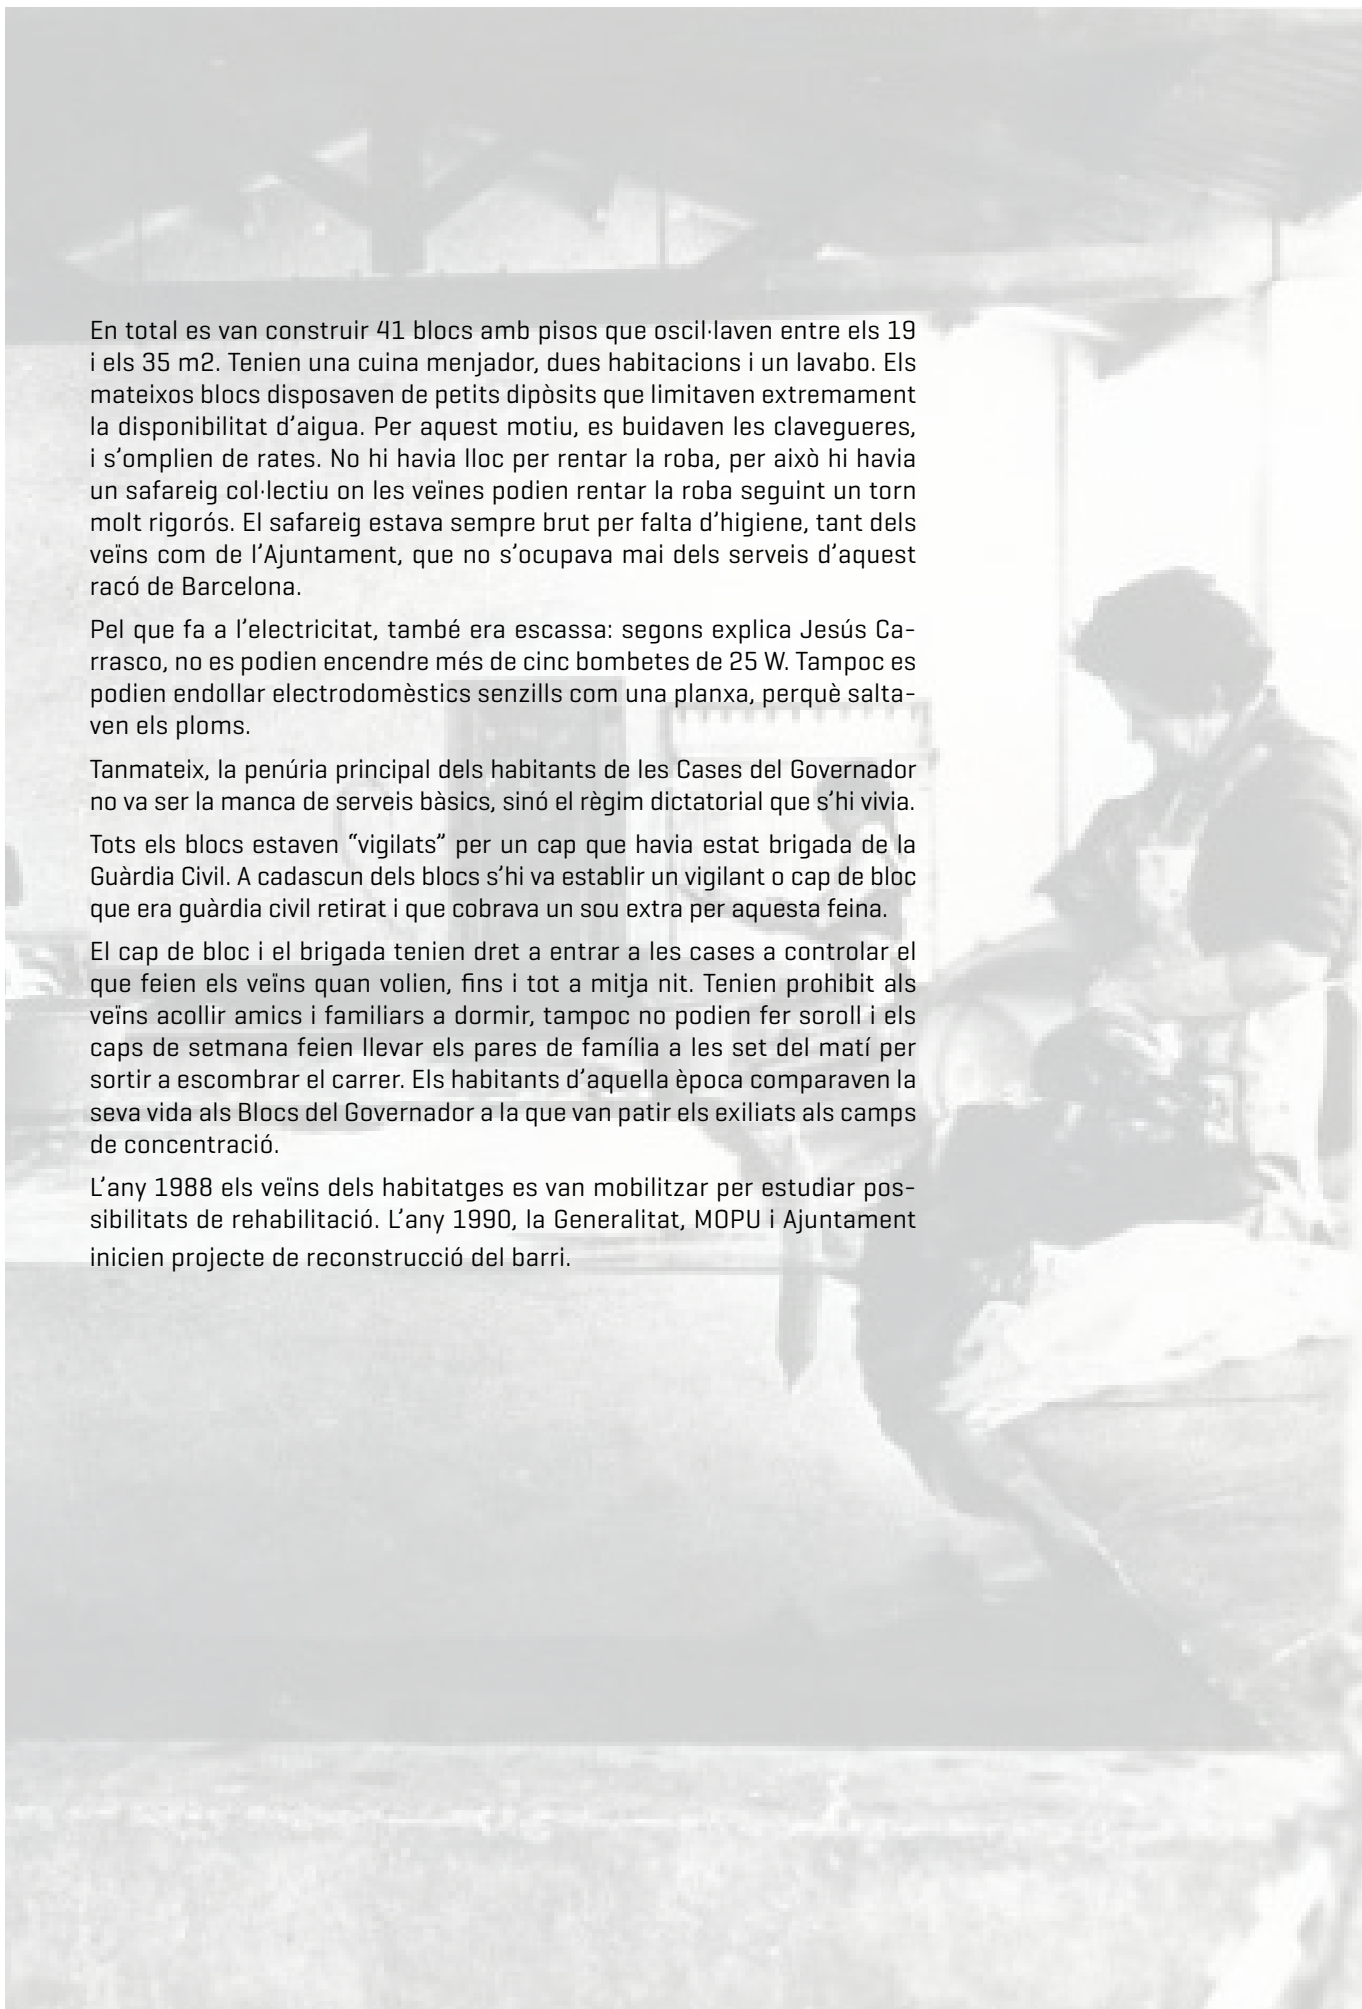 En total es van construir 41 blocs amb pisos que oscil·laven entre els 19
i els 35 m2. Tenien una cuina menjador, dues habitacions i un lavabo. Els
mateixos blocs disposaven de petits dipòsits que limitaven extremament
la disponibilitat d’aigua. Per aquest motiu, es buidaven les clavegueres,
i s’omplien de rates. No hi havia lloc per rentar la roba, per això hi havia
un safareig col·lectiu on les veïnes podien rentar la roba seguint un torn
molt rigorós. El safareig estava sempre brut per falta d’higiene, tant dels
veïns com de l’Ajuntament, que no s’ocupava mai dels serveis d’aquest
racó de Barcelona.
Pel que fa a l’electricitat, també era escassa: segons explica Jesús Ca-
rrasco, no es podien encendre més de cinc bombetes de 25 W. Tampoc es
podien endollar electrodomèstics senzills com una planxa, perquè salta-
ven els ploms.
Tanmateix, la penúria principal dels habitants de les Cases del Governador
no va ser la manca de serveis bàsics, sinó el règim dictatorial que s’hi vivia.
Tots els blocs estaven “vigilats” per un cap que havia estat brigada de la
Guàrdia Civil. A cadascun dels blocs s’hi va establir un vigilant o cap de bloc
que era guàrdia civil retirat i que cobrava un sou extra per aquesta feina.
El cap de bloc i el brigada tenien dret a entrar a les cases a controlar el
que feien els veïns quan volien, fins i tot a mitja nit. Tenien prohibit als
veïns acollir amics i familiars a dormir, tampoc no podien fer soroll i els
caps de setmana feien llevar els pares de família a les set del matí per
sortir a escombrar el carrer. Els habitants d’aquella època comparaven la
seva vida als Blocs del Governador a la que van patir els exiliats als camps
de concentració.
L’any 1988 els veïns dels habitatges es van mobilitzar per estudiar pos-
sibilitats de rehabilitació. L’any 1990, la Generalitat, MOPU i Ajuntament
inicien projecte de reconstrucció del barri.